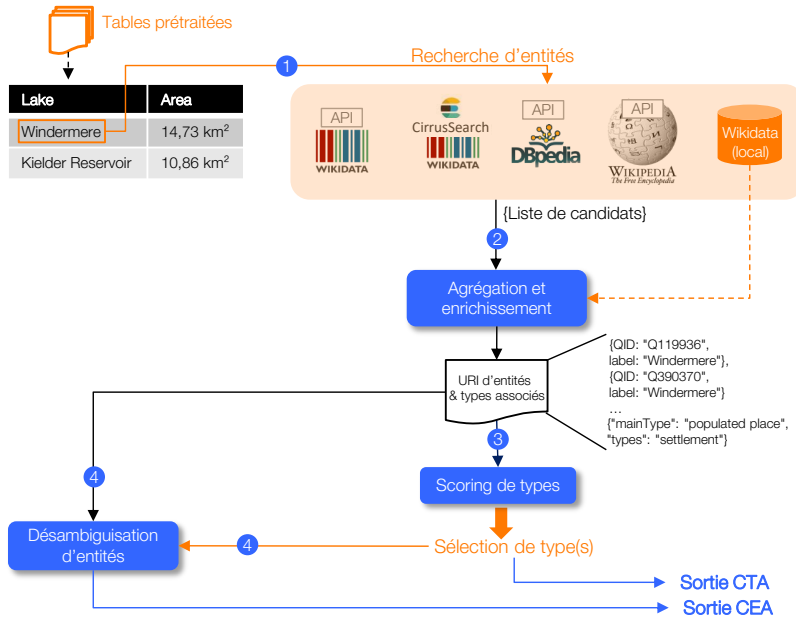 Tables prétraitées
1
Recherche d'entités
Lake Area
Windermere 14,73 km²
Kielder Reservoir 10,86 km²
API
WIKIDATA
CirrusSearch
WIKIDATA
API
DBpedia
API
WIKIPEDIA
The Free Encyclopedia
Wikidata
(local)
{Liste de candidats}
2
Agrégation et
enrichissement
{QID: "Q119936",
label: "Windermere"},
{QID: "Q390370",
label: "Windermere"}
…
{"mainType": "populated place",
"types": "settlement"}
URI d'entités
& types associés
3
4
Scoring de types
Désambiguisation
d'entités
4
Sélection de type(s)
Sortie CTA
Sortie CEA